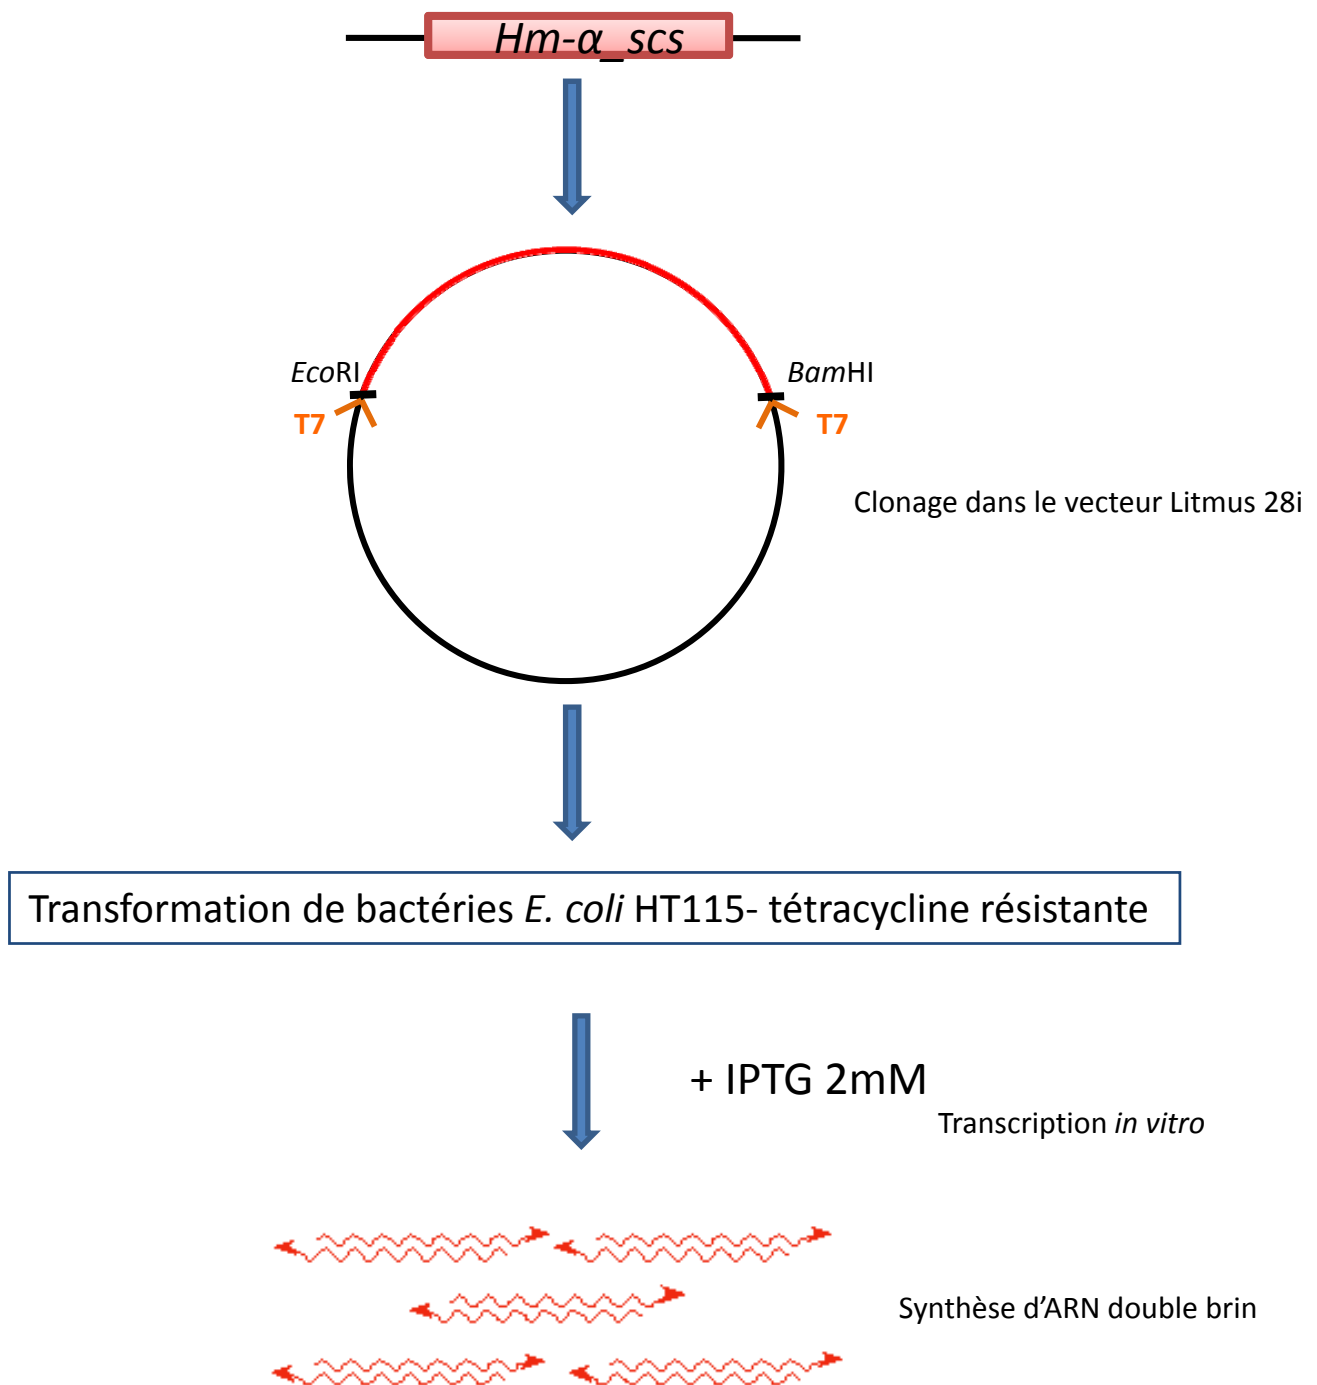 Hm-α_scs
EcoRI
BamHI
T7
T7
Clonage dans le vecteur Litmus 28i
Transformation de bactéries E. coli HT115- tétracycline résistante
+ IPTG 2mM
Transcription in vitro
Synthèse d’ARN double brin